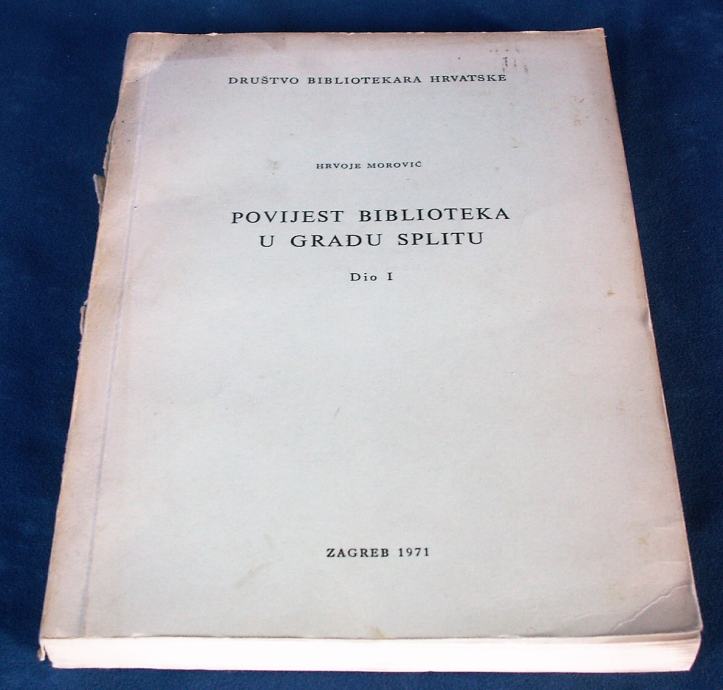 DRUŠTVO BIBLIOTEKARA HRVATSKE
HRVOJE MOROVIĆ
POVIJEST BIBLIOTEKA
U GRADU SPLITU
Dio I
ZAGREB 1971